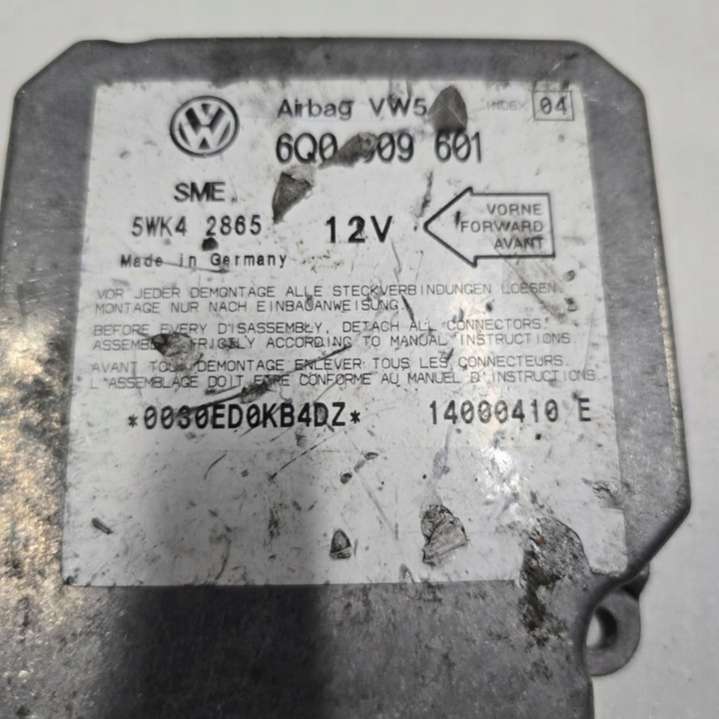 Airbag VW5 INDEX 04
6Q0 909 601
SME
5WK4 2865 12V
VORNE
FORWARD
AVANT
Made in Germany
VOR JEDER DEMONTAGE ALLE STECKVERBINDUNGEN LOESEN
MONTAGE NUR NACH EINBAUANWEISUNG
BEFORE EVERY DISASSEMBLY, DETACH ALL CONNECTORS.
ACCORDING TO MANUAL INSTRUCTIONS
AVANT TOUT DEMONTAGE ENLEVER TOUS LES CONNECTEURS.
L'ASSEMBLAGE DOIT ETRE CONFORME AU MANUEL D'INSTRUCTIONS.
*0030ED0KB4DZ* 14000410 E